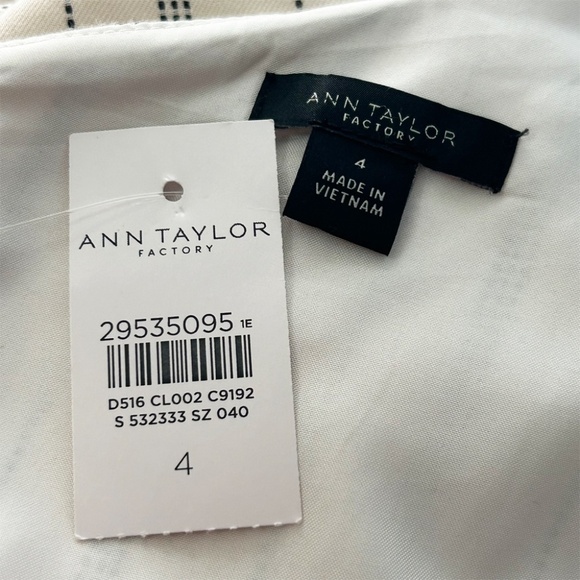 ANN TAYLOR
FACTORY
4
MADE IN
VIETNAM
ANN TAYLOR
FACTORY
29535095 1E
D516 CL002 C9192
S 532333 SZ 040
4